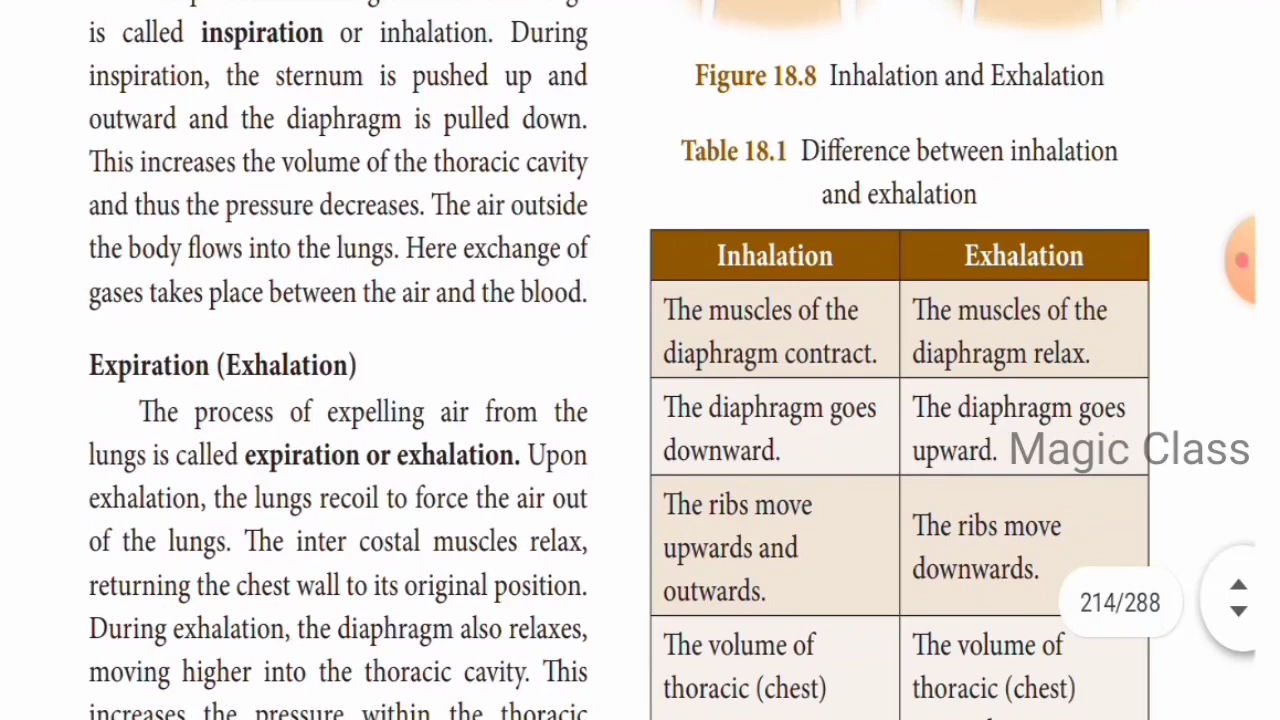 is called inspiration or inhalation. During
inspiration, the sternum is pushed up and
outward and the diaphragm is pulled down.
This increases the volume of the thoracic cavity
and thus the pressure decreases. The air outside
the body flows into the lungs. Here exchange of
gases takes place between the air and the blood.
Expiration (Exhalation)
The process of expelling air from the
lungs is called expiration or exhalation. Upon
exhalation, the lungs recoil to force the air out
of the lungs. The inter costal muscles relax,
returning the chest wall to its original position.
During exhalation, the diaphragm also relaxes,
moving higher into the thoracic cavity. This
increases the pressure within the thoracic
Figure 18.8 Inhalation and Exhalation
Table 18.1 Difference between inhalation
and exhalation
Inhalation
Exhalation
The muscles of the
diaphragm contract.
The muscles of the
diaphragm relax.
The diaphragm goes
downward.
The diaphragm goes
upward.
The ribs move
upwards and
outwards.
The ribs move
downwards.
The volume of
thoracic (chest)
The volume of
thoracic (chest)
Magic Class
214/288